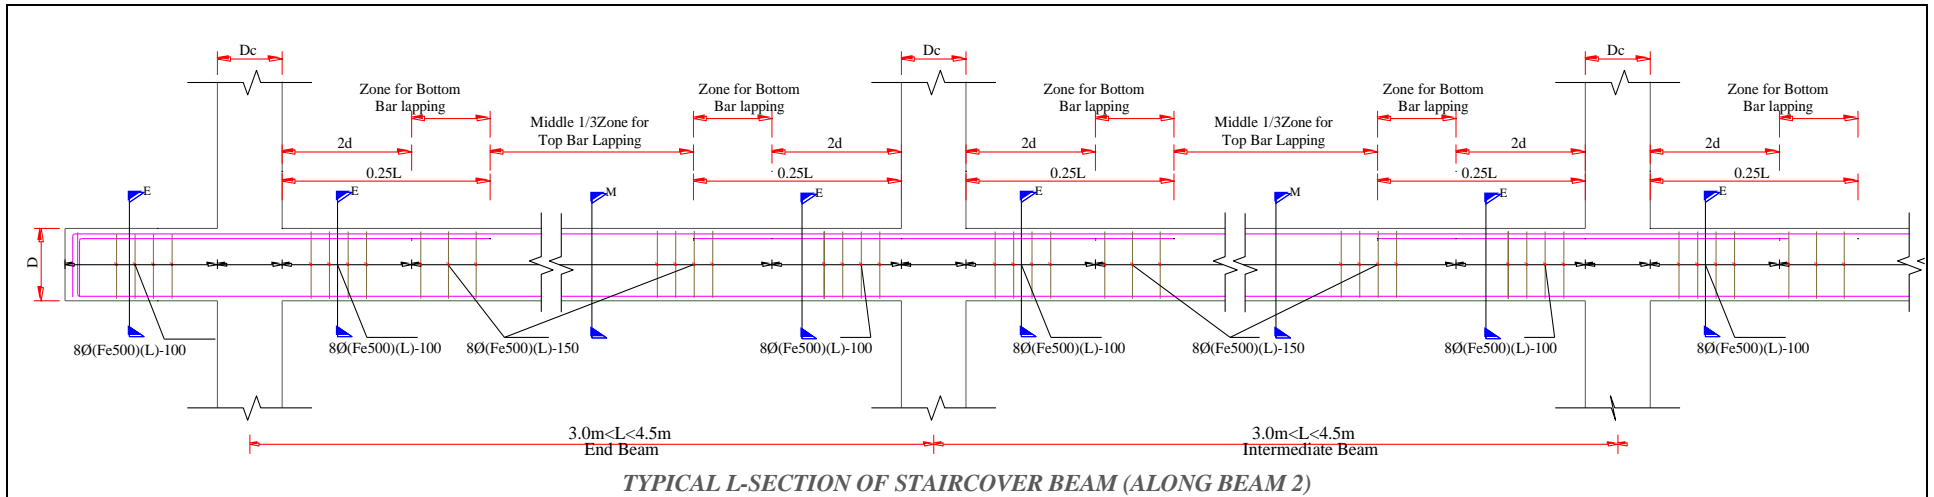 Dc
Dc
Dc
Zone for Bottom
Bar lapping
Zone for Bottom
Bar lapping
Zone for Bottom
Bar lapping
Zone for Bottom
Bar lapping
Zone for Bottom
Bar lapping
Middle 1/3Zone for
Top Bar Lapping
Middle 1/3Zone for
Top Bar Lapping
2d
2d
2d
2d
2d
0.25L
0.25L
0.25L
0.25L
0.25L
E
E
M
E
E
M
E
E
D
8Ø(Fe500)(L)-100
8Ø(Fe500)(L)-100
8Ø(Fe500)(L)-150
8Ø(Fe500)(L)-100
8Ø(Fe500)(L)-100
8Ø(Fe500)(L)-150
8Ø(Fe500)(L)-100
8Ø(Fe500)(L)-100
3.0m<L<4.5m
End Beam
3.0m<L<4.5m
Intermediate Beam
TYPICAL L-SECTION OF STAIRCOVER BEAM (ALONG BEAM 2)